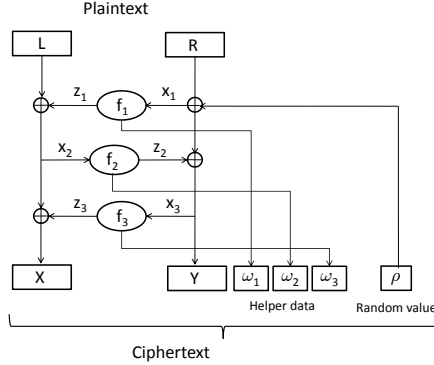 Plaintext
L
R
z₁
f₁
x₁
x₂
f₂
z₂
z₃
f₃
x₃
X
Y
ω₁
ω₂
ω₃
ρ
Helper data
Random value
Ciphertext